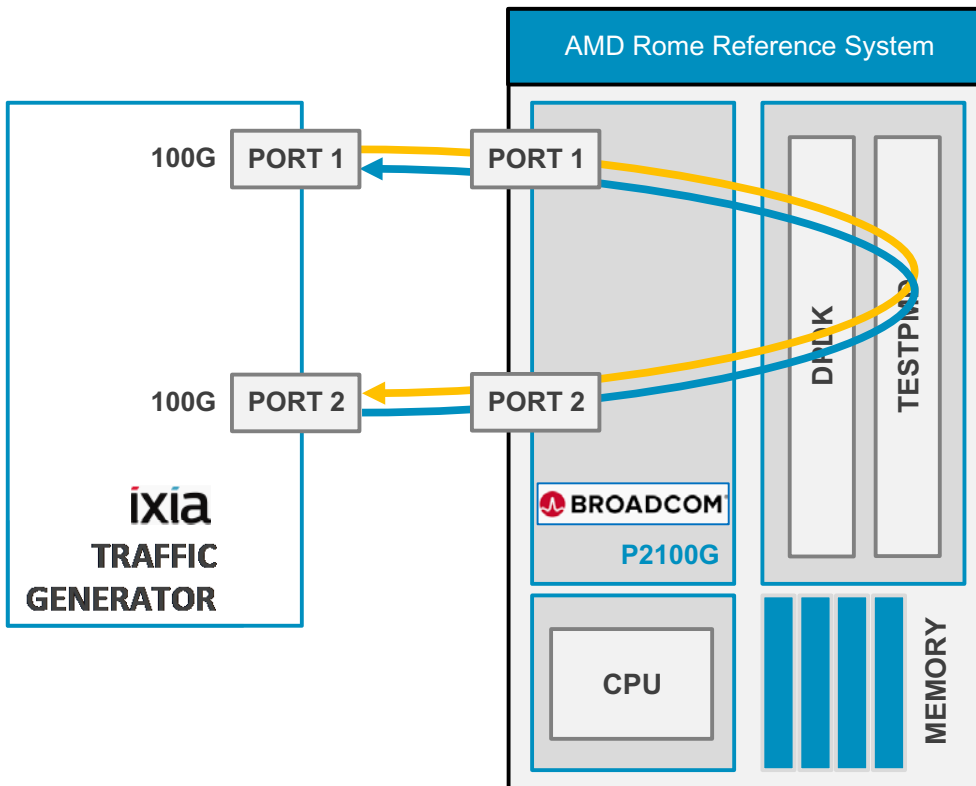 AMD Rome Reference System
100G
PORT 1
PORT 1
100G
PORT 2
PORT 2
DPDK
TESTPMD
ixia
TRAFFIC
GENERATOR
BROADCOM®
P2100G
CPU
MEMORY